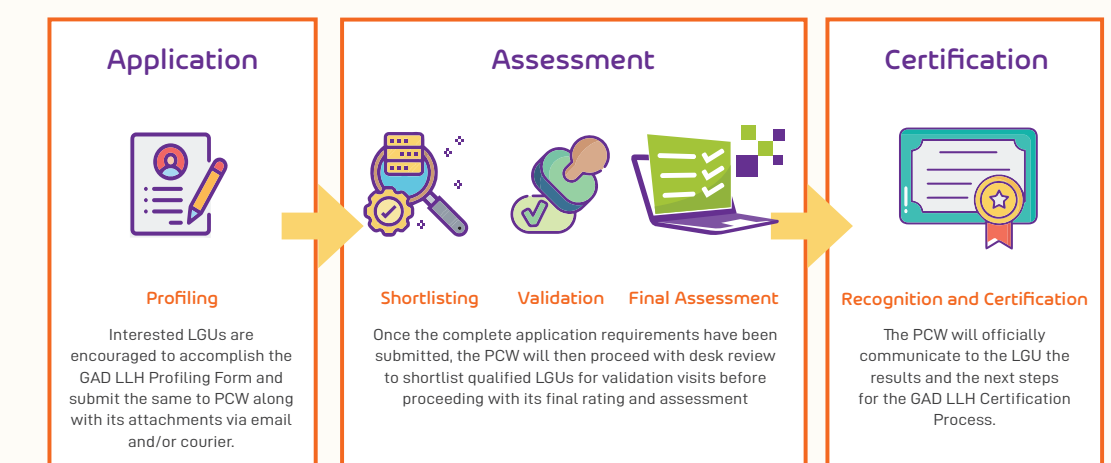 Application
Profiling
Interested LGUs are
encouraged to accomplish the
GAD LLH Profiling Form and
submit the same to PCW along
with its attachments via email
and/or courier.
Assessment
Shortlisting
Validation
Final Assessment
Once the complete application requirements have been
submitted, the PCW will then proceed with desk review
to shortlist qualified LGUs for validation visits before
proceeding with its final rating and assessment
Certification
Recognition and Certification
The PCW will officially
communicate to the LGU the
results and the next steps
for the GAD LLH Certification
Process.